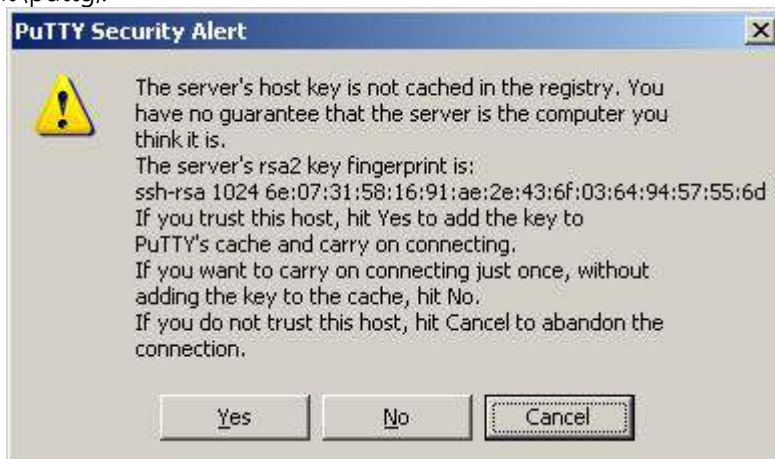 PuTTY Security Alert
The server's host key is not cached in the registry. You
have no guarantee that the server is the computer you
think it is.
The server's rsa2 key fingerprint is:
ssh-rsa 1024 6e:07:31:58:16:91:ae:2e:43:6f:03:64:94:57:55:6d
If you trust this host, hit Yes to add the key to
PuTTY's cache and carry on connecting.
If you want to carry on connecting just once, without
adding the key to the cache, hit No.
If you do not trust this host, hit Cancel to abandon the
connection.
Yes No Cancel